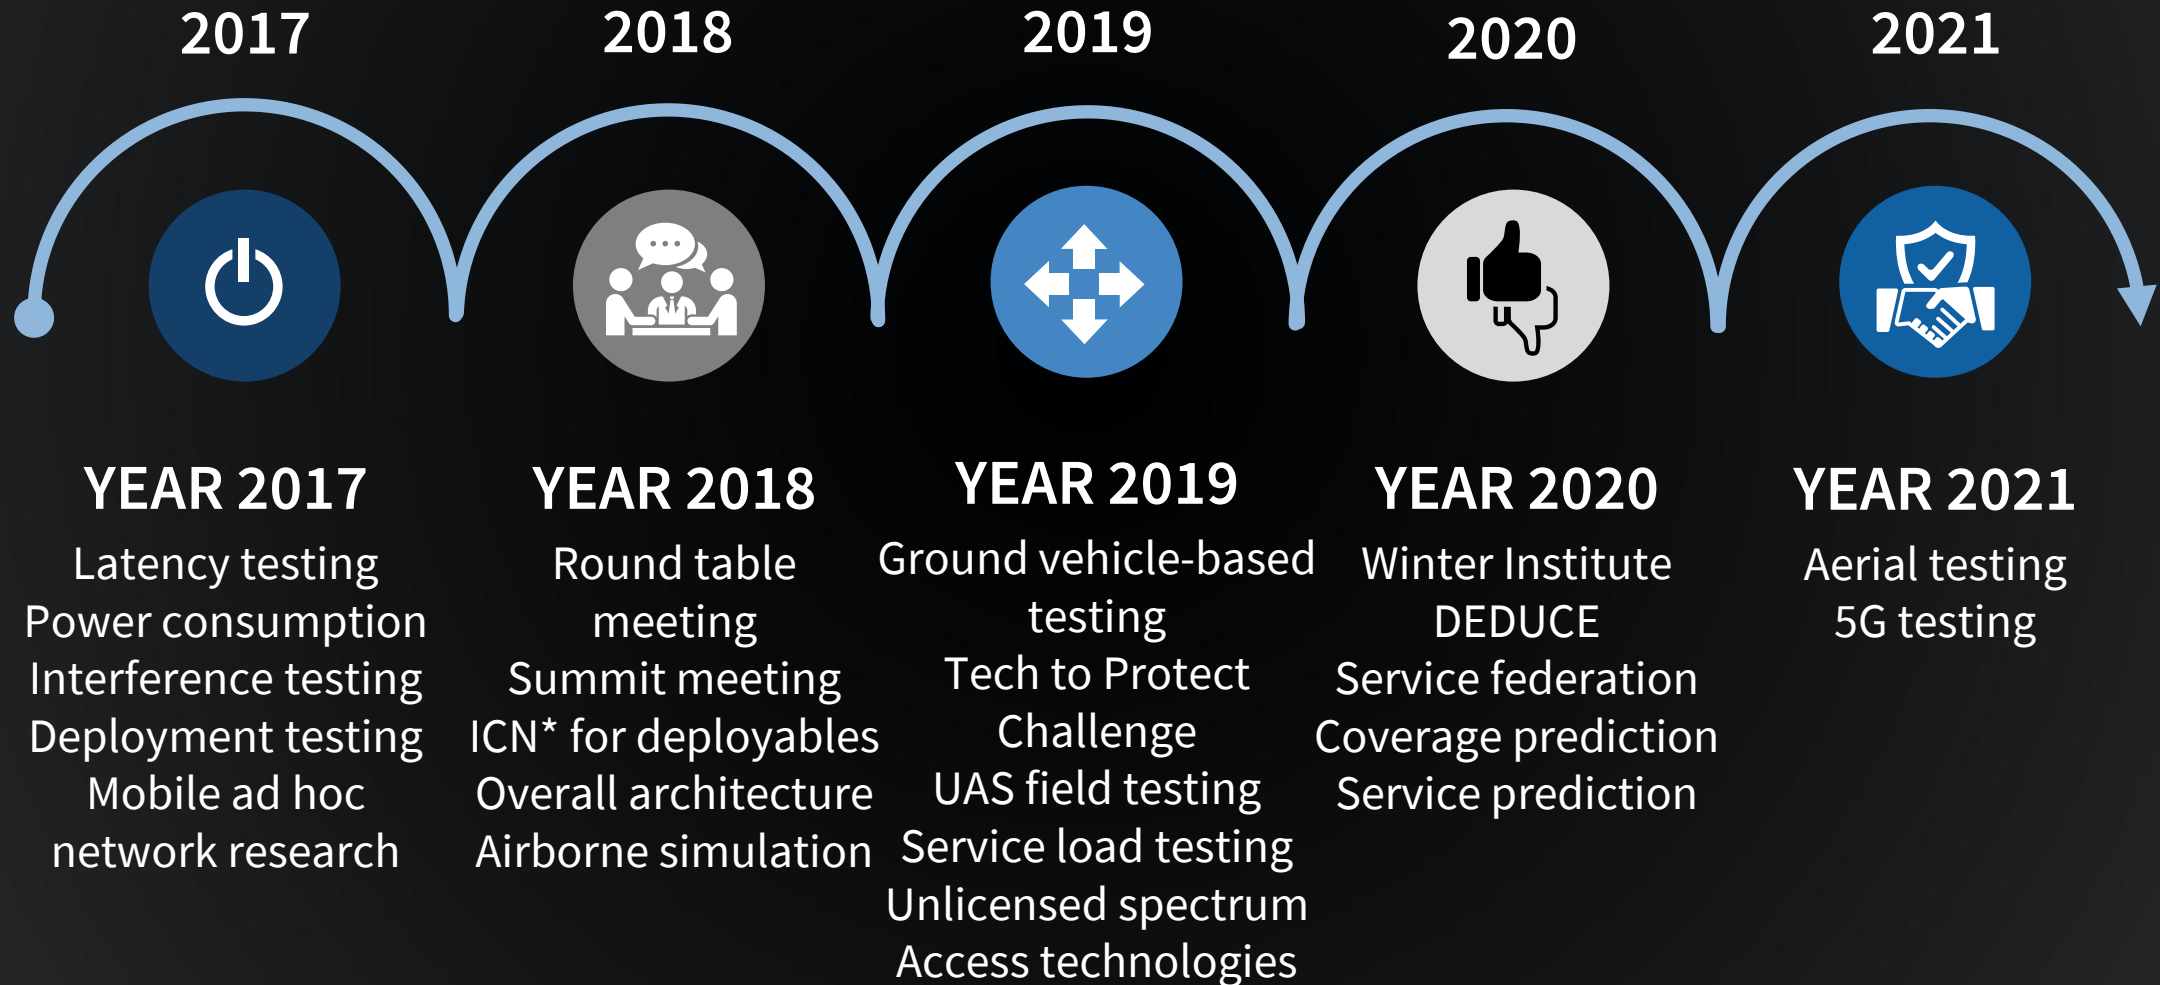 2017
2018
2019
2020
2021
YEAR 2017
Latency testing
Power consumption
Interference testing
Deployment testing
Mobile ad hoc
network research
YEAR 2018
Round table
meeting
Summit meeting
ICN* for deployables
Overall architecture
Airborne simulation
YEAR 2019
Ground vehicle-based
testing
Tech to Protect
Challenge
UAS field testing
Service load testing
Unlicensed spectrum
Access technologies
YEAR 2020
Winter Institute
DEDUCE
Service federation
Coverage prediction
Service prediction
YEAR 2021
Aerial testing
5G testing